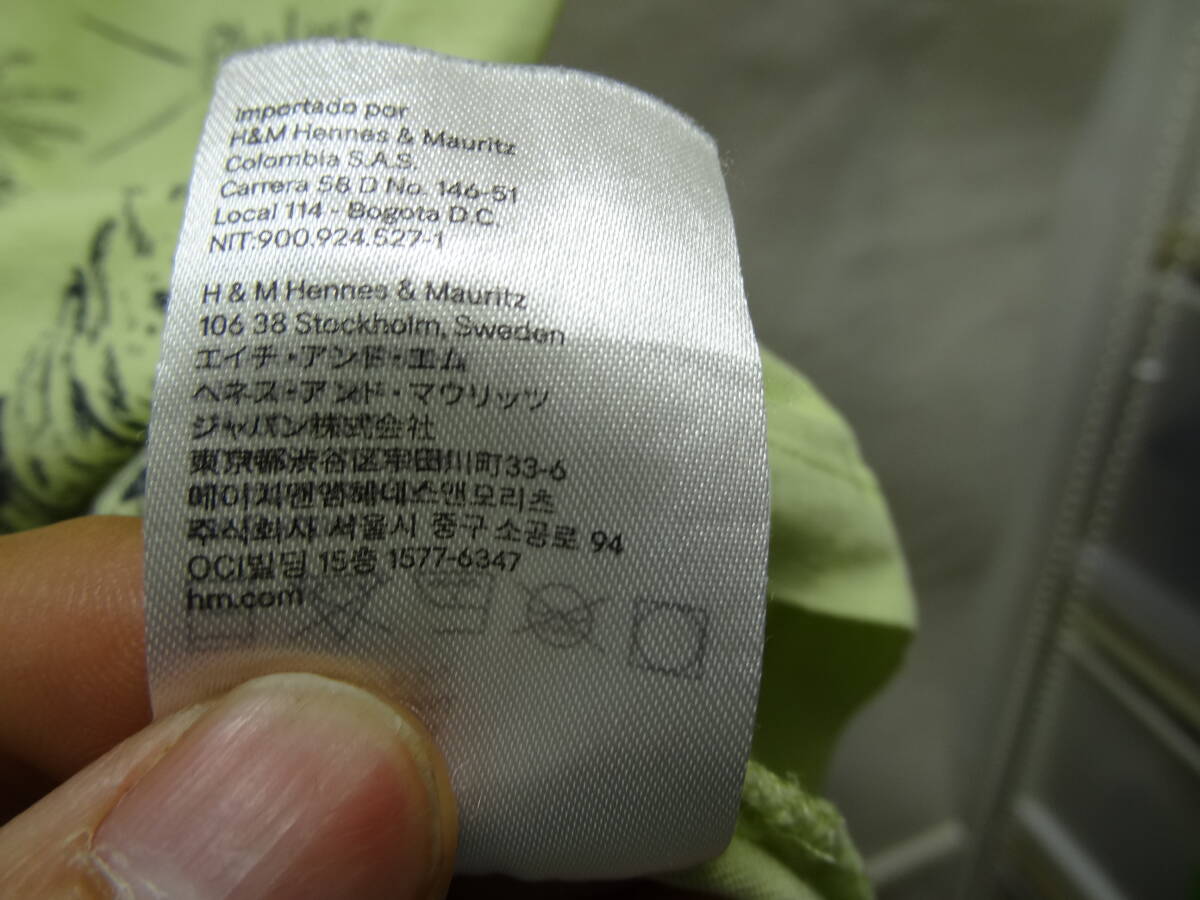 Importado por
H&M Hennes & Mauritz
Colombia S.A.S.
Carrera 58 D No. 146-51
Local 114 - Bogota D.C.
NIT:900.924.527-1
H & M Hennes & Mauritz
106 38 Stockholm, Sweden
エイチ・アンド・エム
ヘネス・アンド・マウリッツ
ジャパン株式会社
東京都渋谷区宇田川町33-6
에이치앤엠헤네스앤모리츠
주식회사 서울시 중구 소공로 94
OCI빌딩 15층 1577-6347
hm.com